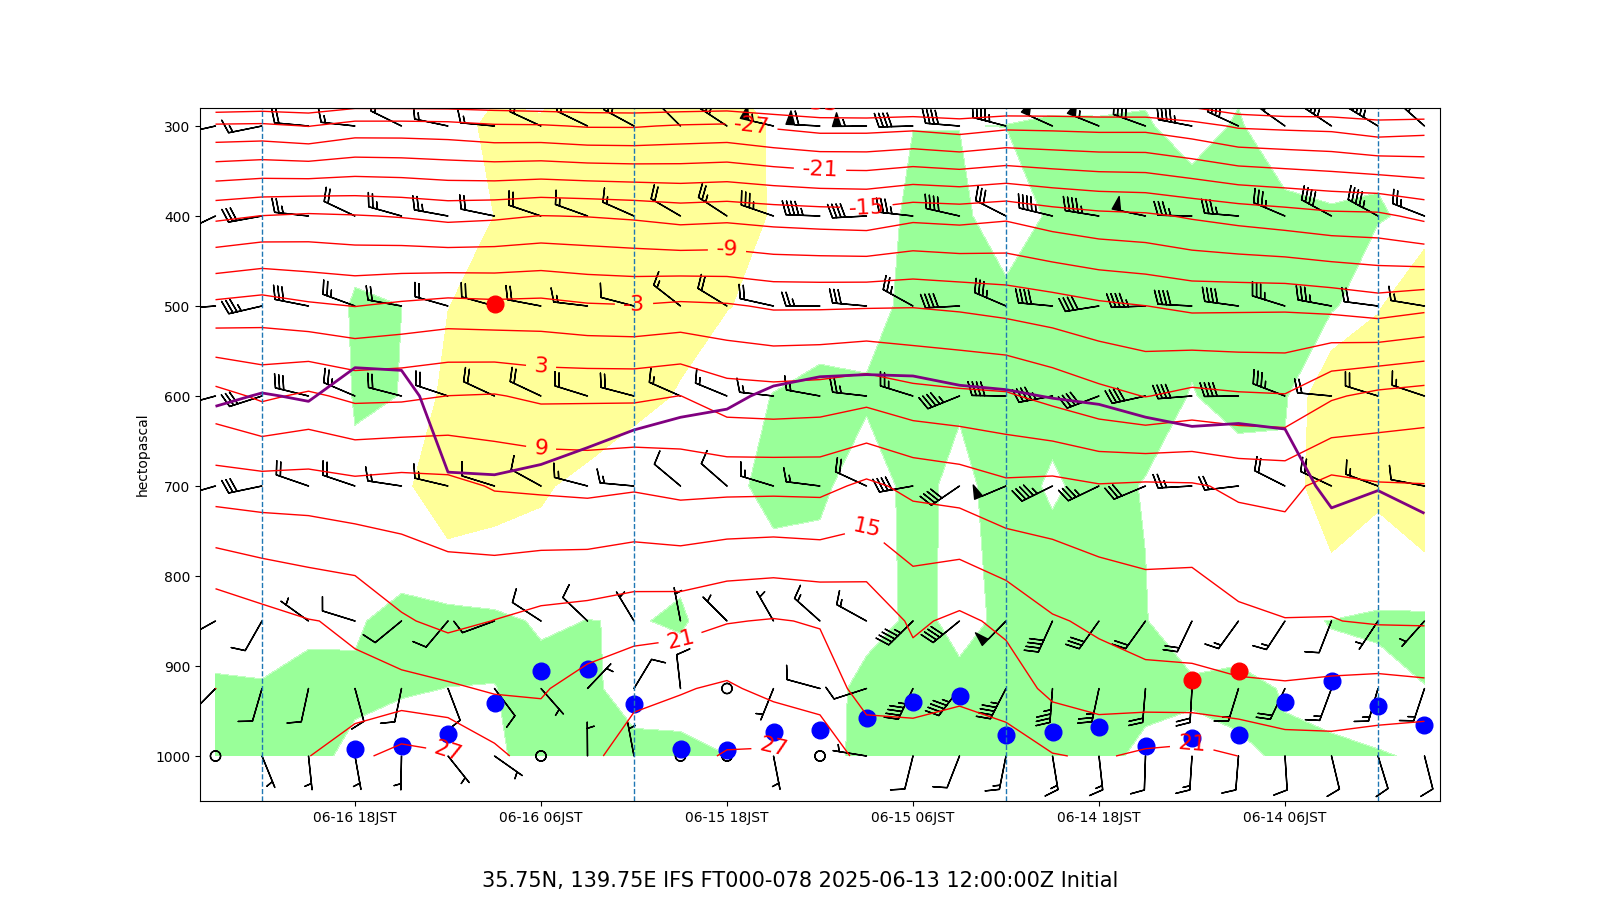 300
400
500
600
700
800
900
1000
hectopascal
-27
-21
-15
-9
3
3
9
15
21
27
27
21
06-16 18JST
06-16 06JST
06-15 18JST
06-15 06JST
06-14 18JST
06-14 06JST
35.75N, 139.75E IFS FT000-078 2025-06-13 12:00:00Z Initial